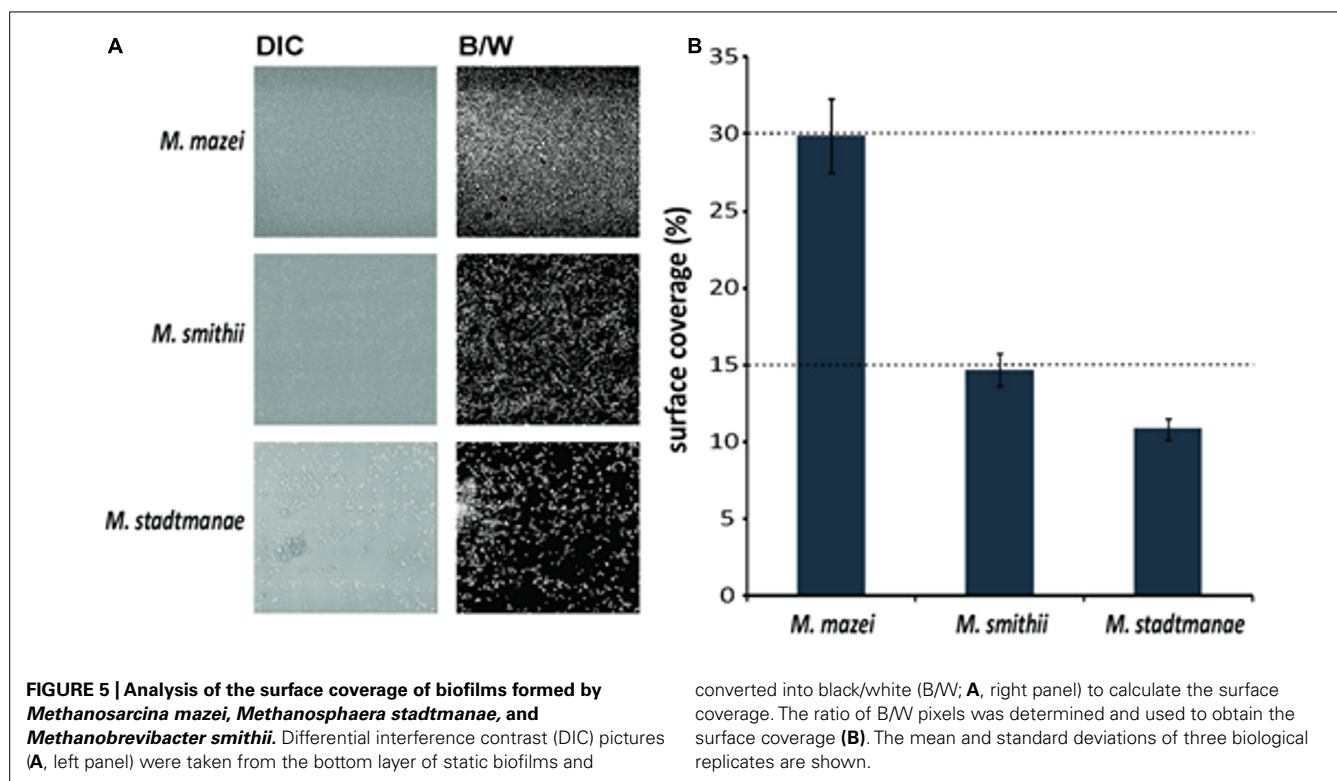 A
DIC
B/W
M. mazei
M. smithii
M. stadtmanae
B
35
30
25
20
15
10
5
0
surface coverage (%)
M. mazei
M. smithii
M. stadtmanae
FIGURE 5 | Analysis of the surface coverage of biofilms formed by
Methanosarcina mazei, Methanosphaera stadtmanae, and
Methanobrevibacter smithii. Differential interference contrast (DIC) pictures
(A, left panel) were taken from the bottom layer of static biofilms and
converted into black/white (B/W; A, right panel) to calculate the surface
coverage. The ratio of B/W pixels was determined and used to obtain the
surface coverage (B). The mean and standard deviations of three biological
replicates are shown.